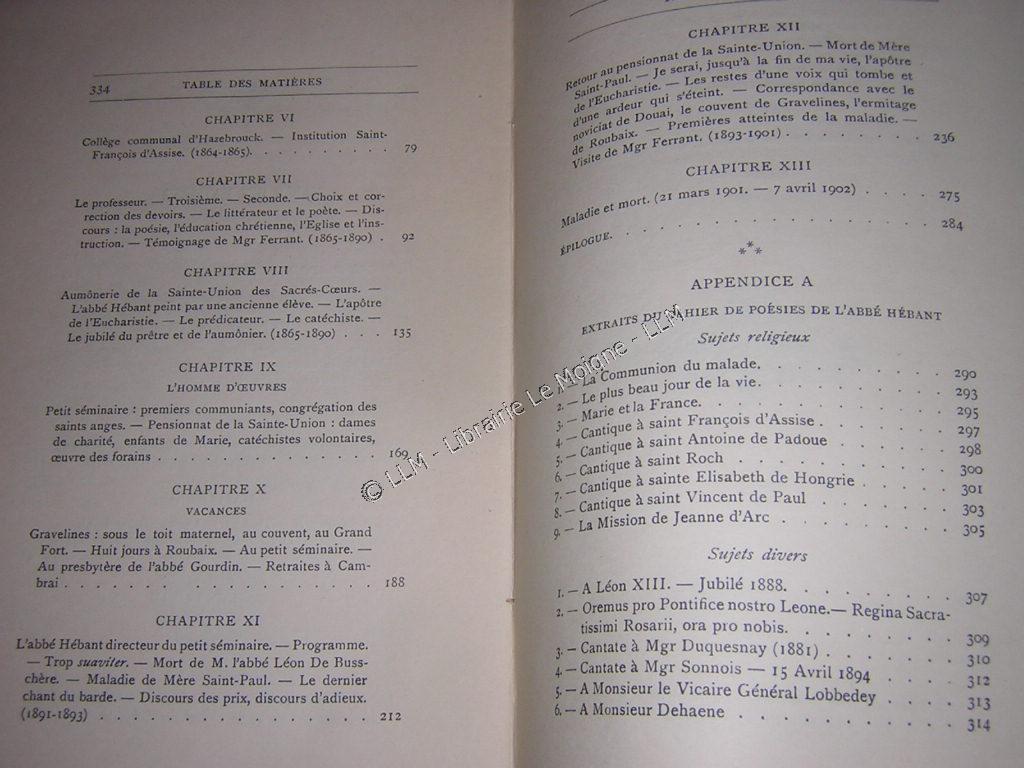 334 TABLE DES MATIÈRES
CHAPITRE VI
Collège communal d'Hazebrouck. — Institution Saint-
François d'Assise. (1864-1865). . . . . . . . . 79
CHAPITRE VII
Le professeur. — Troisième. — Seconde. — Choix et cor-
rection des devoirs. — Le littérateur et le poète. — Dis-
cours : la poésie, l'éducation chrétienne, l'Eglise et l'ins-
truction. — Témoignage de Mgr Ferrant. (1865-1890) . 92
CHAPITRE VIII
Aumônerie de la Sainte-Union des Sacrés-Cœurs. —
L'abbé Hébant peint par une ancienne élève. — L'apôtre
de l'Eucharistie. — Le prédicateur. — Le catéchiste. —
Le jubilé du prêtre et de l'aumônier. (1865-1890) . . . 135
CHAPITRE IX
L'HOMME D'ŒUVRES
Petit séminaire : premiers communiants, congrégation des
saints anges. — Pensionnat de la Sainte-Union : dames
de charité, enfants de Marie, catéchistes volontaires,
œuvre des forains . . . . . . . . . . . . . 169
CHAPITRE X
VACANCES
Gravelines : sous le toit maternel, au couvent, au Grand
Fort. — Huit jours à Roubaix. — Au petit séminaire. —
Au presbytère de l'abbé Gourdin. — Retraites à Cam-
brai . . . . . . . . . . . . . . . . . . 188
CHAPITRE XI
L'abbé Hébant directeur du petit séminaire. — Programme.
— Trop suaviter. — Mort de M. l'abbé Léon De Buss-
chère. — Maladie de Mère Saint-Paul. — Le dernier
chant du barde. — Discours des prix, discours d'adieux.
(1891-1893) . . . . . . . . . . . . . . . 212
CHAPITRE XII
Retour au pensionnat de la Sainte-Union. — Mort de Mère
Saint-Paul. — Je serai, jusqu'à la fin de ma vie, l'apôtre
de l'Eucharistie. — Les restes d'une voix qui tombe et
d'une ardeur qui s'éteint. — Correspondance avec le
noviciat de Douai, le couvent de Gravelines, l'ermitage
de Roubaix. — Premières atteintes de la maladie. —
Visite de Mgr Ferrant. (1893-1901) . . . . . . . . 236
CHAPITRE XIII
Maladie et mort. (21 mars 1901. — 7 avril 1902) . . . . 275
ÉPILOGUE. . . . . . . . . . . . . . . . 284
***
APPENDICE A
EXTRAITS DU CAHIER DE POÉSIES DE L'ABBÉ HÉBANT
Sujets religieux
1. — La Communion du malade. . . . . . . . . 290
2. — Le plus beau jour de la vie. . . . . . . . . 293
3. — Marie et la France. . . . . . . . . . . 295
4. — Cantique à saint François d'Assise . . . . . . 297
5. — Cantique à saint Antoine de Padoue . . . . . . 298
6. — Cantique à saint Roch . . . . . . . . . . 300
7. — Cantique à sainte Elisabeth de Hongrie . . . . . 301
8. — Cantique à saint Vincent de Paul . . . . . . . 303
9. — La Mission de Jeanne d'Arc . . . . . . . . 305
Sujets divers
1. — A Léon XIII. — Jubilé 1888. . . . . . . . . 307
2. — Oremus pro Pontifice nostro Leone. — Regina Sacra-
tissimi Rosarii, ora pro nobis. . . . . . . . . 309
3. — Cantate à Mgr Duquesnay (1881) . . . . . . . 310
4. — Cantate à Mgr Sonnois — 15 Avril 1894 . . . . . 312
5. — A Monsieur le Vicaire Général Lobbedey . . . . 313
6. — A Monsieur Dehaene . . . . . . . . . . 314
© LLM - Librairie Le Moigne - LLM